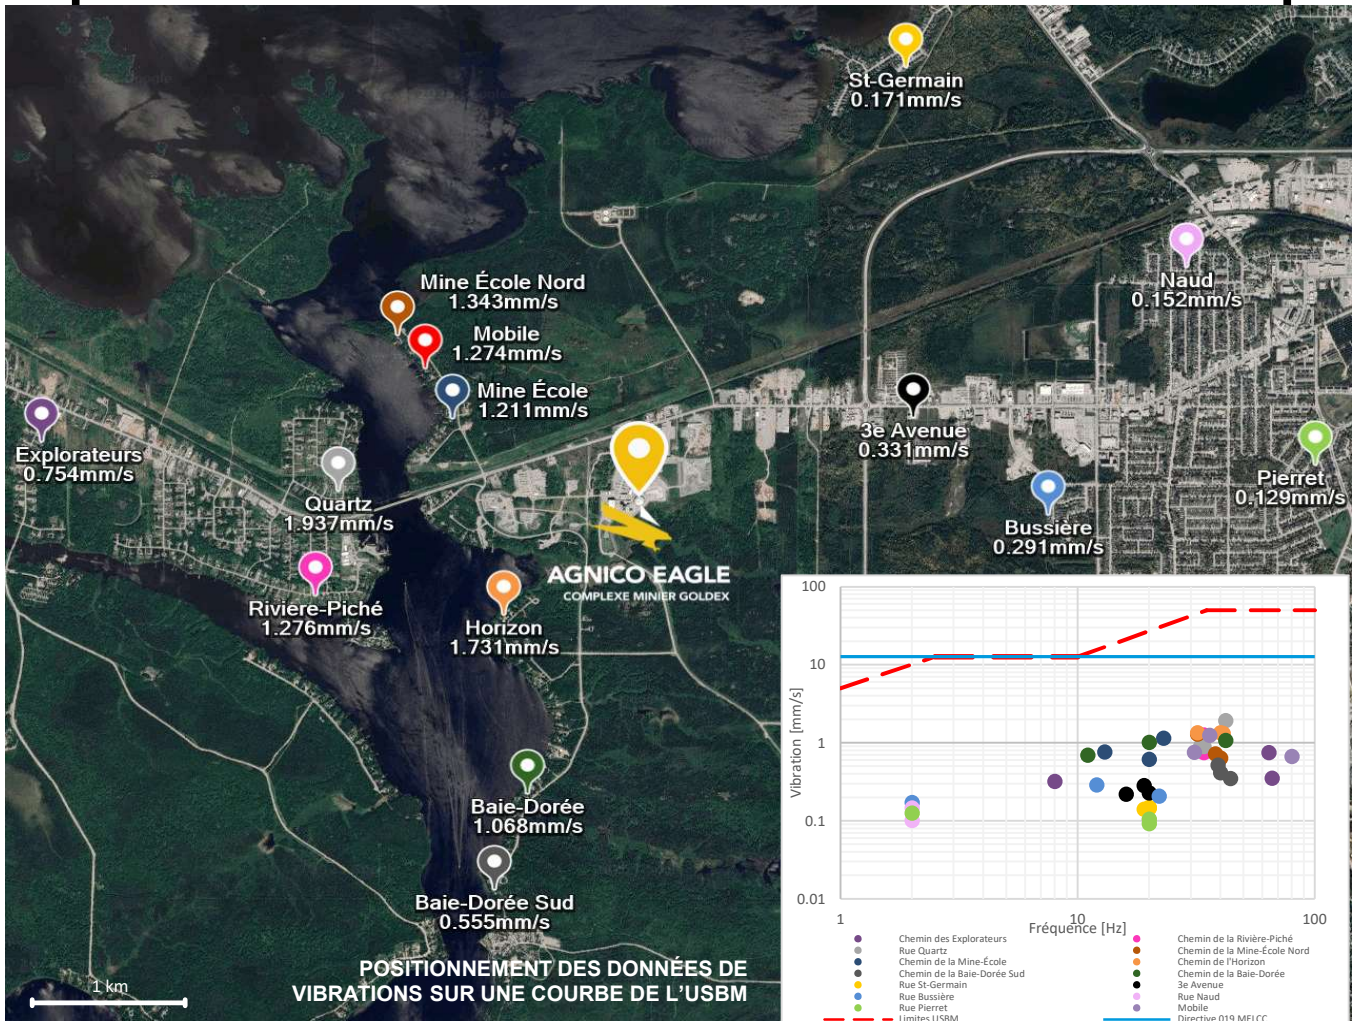 St-Germain
0.171mm/s
Naud
0.152mm/s
Mine École Nord
1.343mm/s
Mobile
1.274mm/s
Mine École
1.211mm/s
3e Avenue
0.331mm/s
Explorateurs
0.754mm/s
Quartz
1.937mm/s
Pierret
0.129mm/s
Bussière
0.291mm/s
AGNICO EAGLE
COMPLEXE MINIER GOLDEX
Riviere-Piché
1.276mm/s
Horizon
1.731mm/s
Baie-Dorée
1.068mm/s
Baie-Dorée Sud
0.555mm/s
POSITIONNEMENT DES DONNÉES DE
VIBRATIONS SUR UNE COURBE DE L'USBM
1 km
100
10
1
0.1
0.01
Vibration [mm/s]
1
10
100
Fréquence [Hz]
Chemin des Explorateurs
Chemin de la Rivière-Piché
Rue Quartz
Chemin de la Mine-École Nord
Chemin de la Mine-École
Chemin de l'Horizon
Chemin de la Baie-Dorée Sud
Chemin de la Baie-Dorée
Rue St-Germain
3e Avenue
Rue Bussière
Rue Naud
Rue Pierret
Mobile
Limites USBM
Directive 019 MELCC